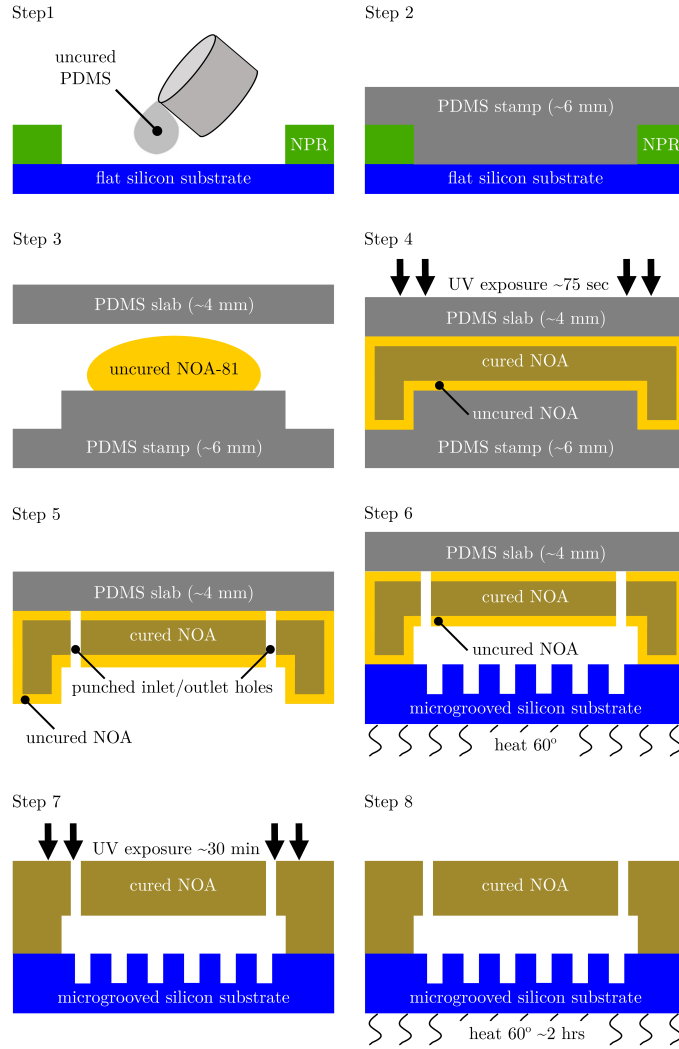 Step1
uncured
PDMS
NPR
flat silicon substrate
Step 2
PDMS stamp (~6 mm)
NPR
flat silicon substrate
Step 3
PDMS slab (~4 mm)
uncured NOA-81
PDMS stamp (~6 mm)
Step 4
UV exposure ~75 sec
PDMS slab (~4 mm)
cured NOA
uncured NOA
PDMS stamp (~6 mm)
Step 5
PDMS slab (~4 mm)
cured NOA
punched inlet/outlet holes
uncured NOA
Step 6
PDMS slab (~4 mm)
cured NOA
uncured NOA
microgrooved silicon substrate
heat 60°
Step 7
UV exposure ~30 min
cured NOA
microgrooved silicon substrate
Step 8
cured NOA
microgrooved silicon substrate
heat 60° ~2 hrs